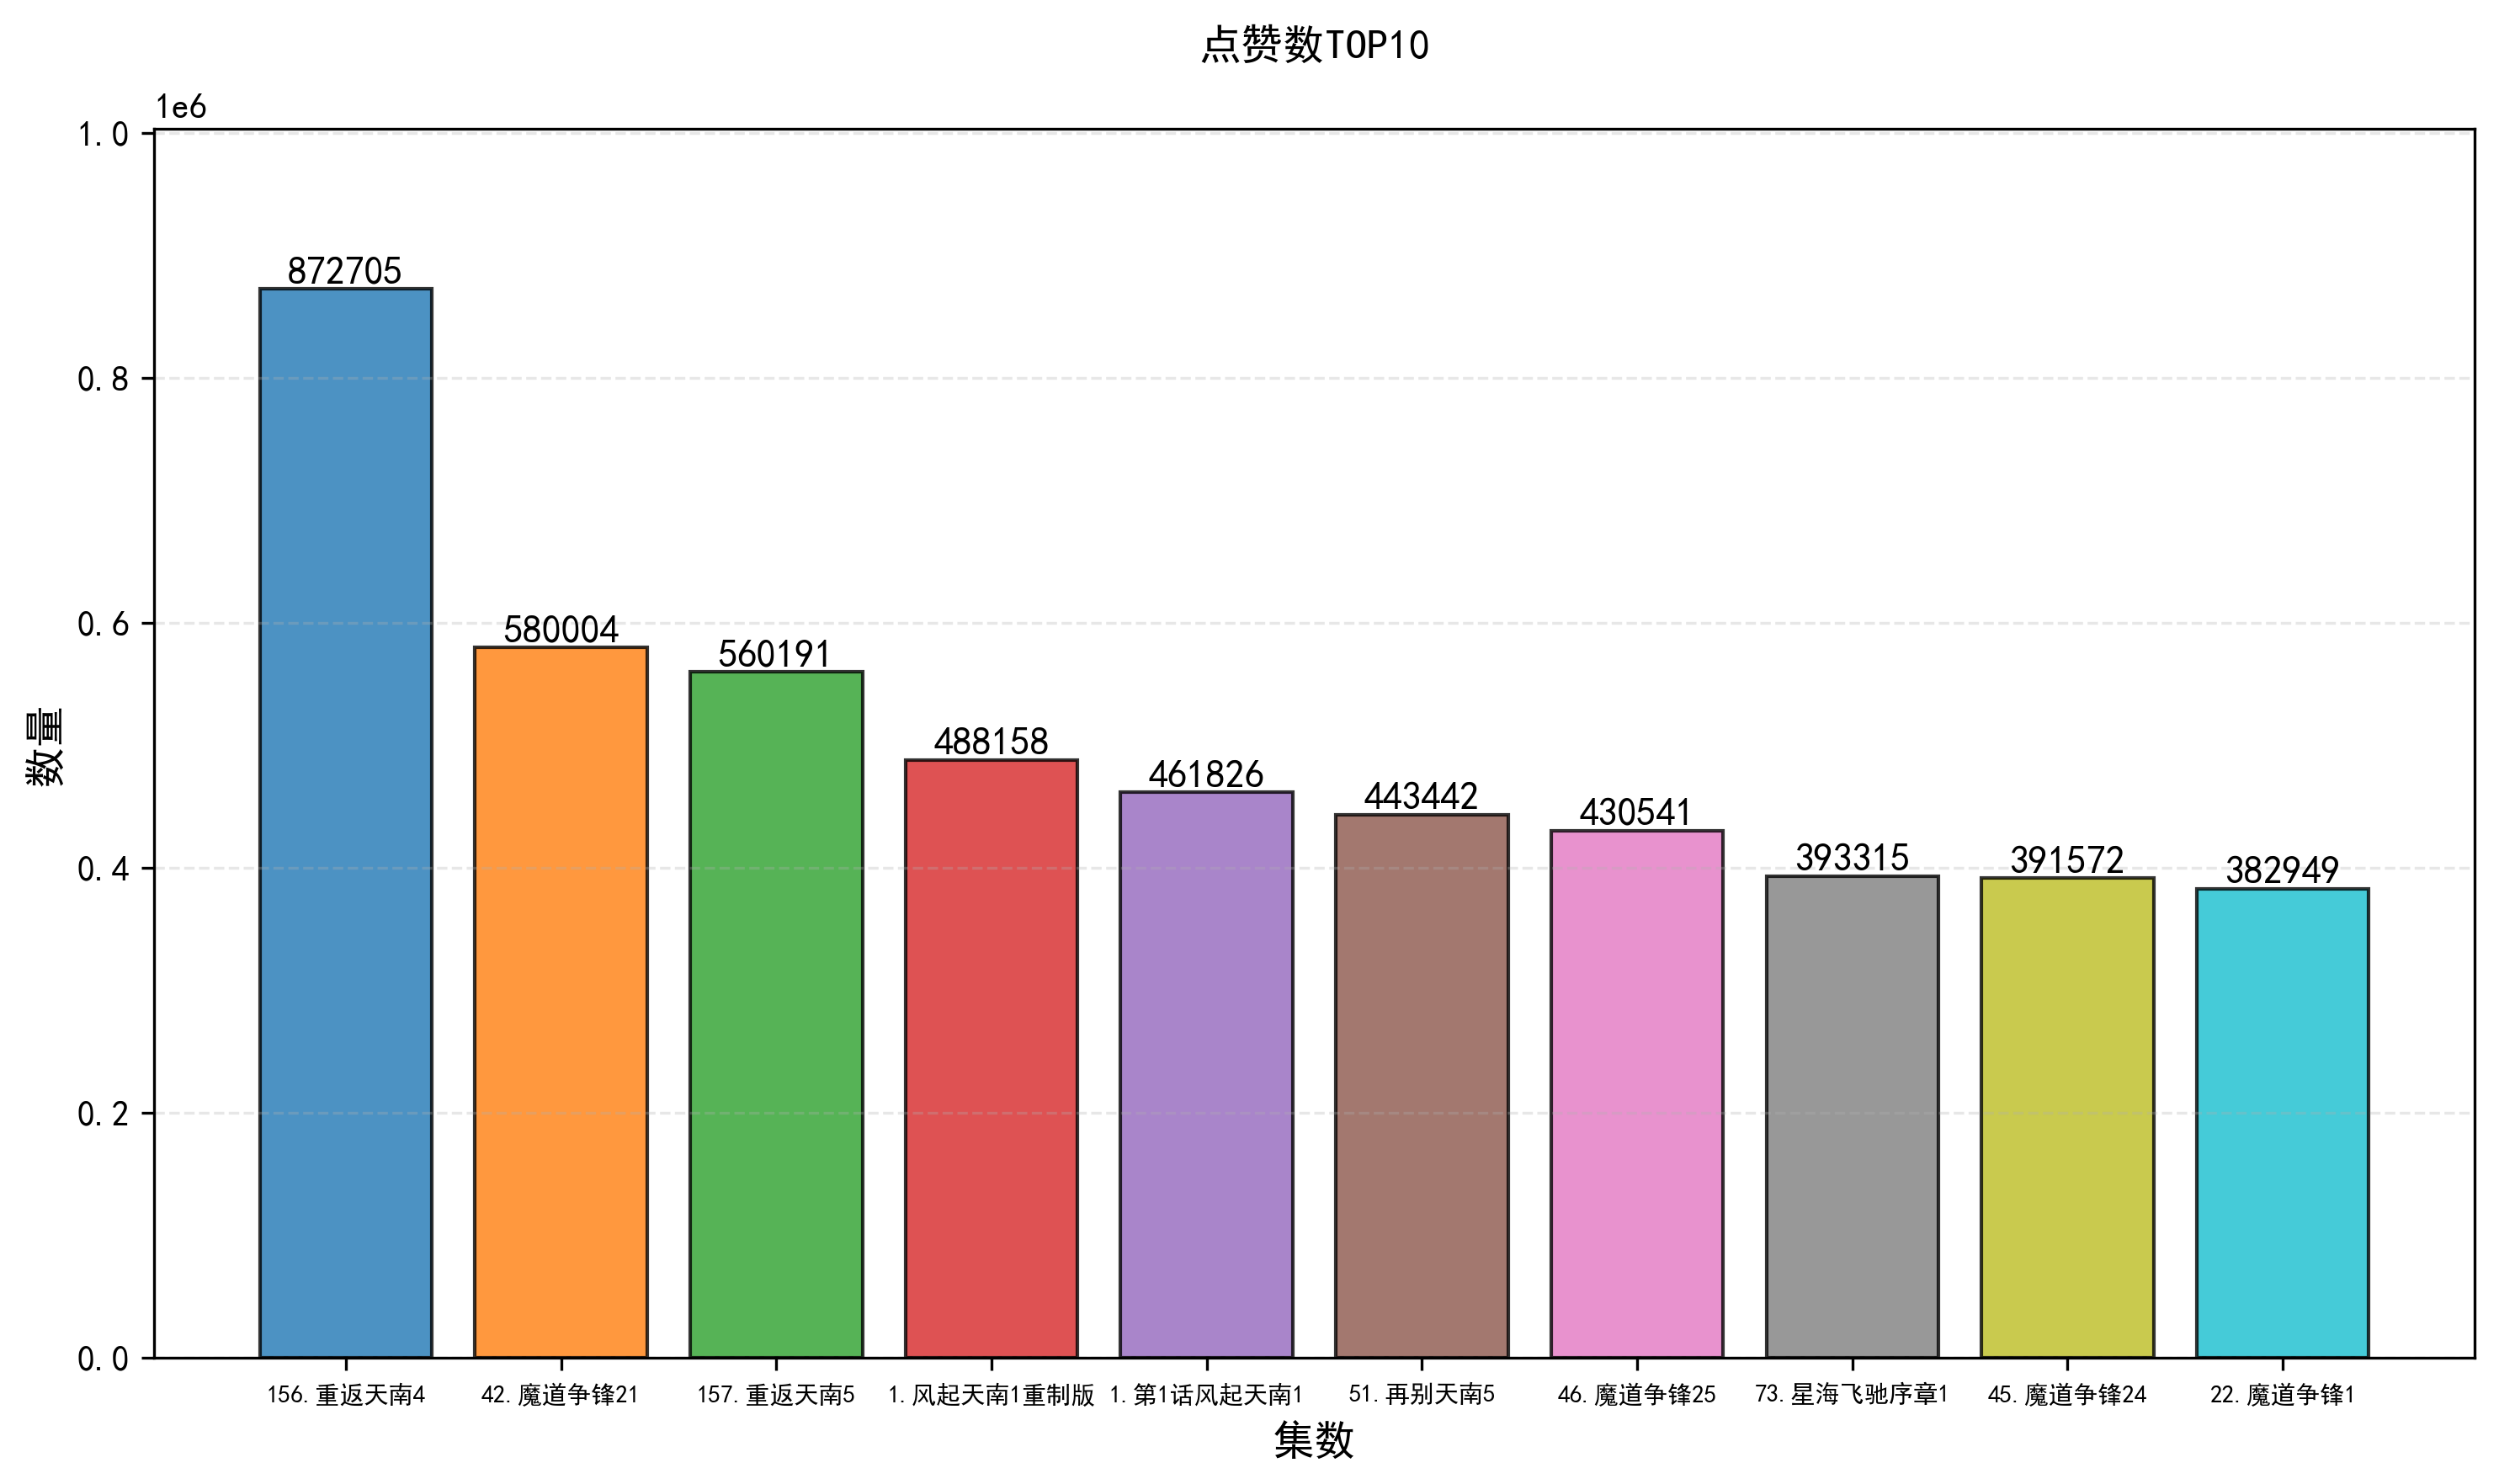 点赞数TOP10
1e6
1.0
0.8
0.6
0.4
0.2
0.0
数量
872705
580004
560191
488158
461826
443442
430541
393315
391572
382949
156.重返天南4
42.魔道争锋21
157.重返天南5
1.风起天南1重制版
1.第1话风起天南1
51.再别天南5
46.魔道争锋25
73.星海飞驰序章1
45.魔道争锋24
22.魔道争锋1
集数